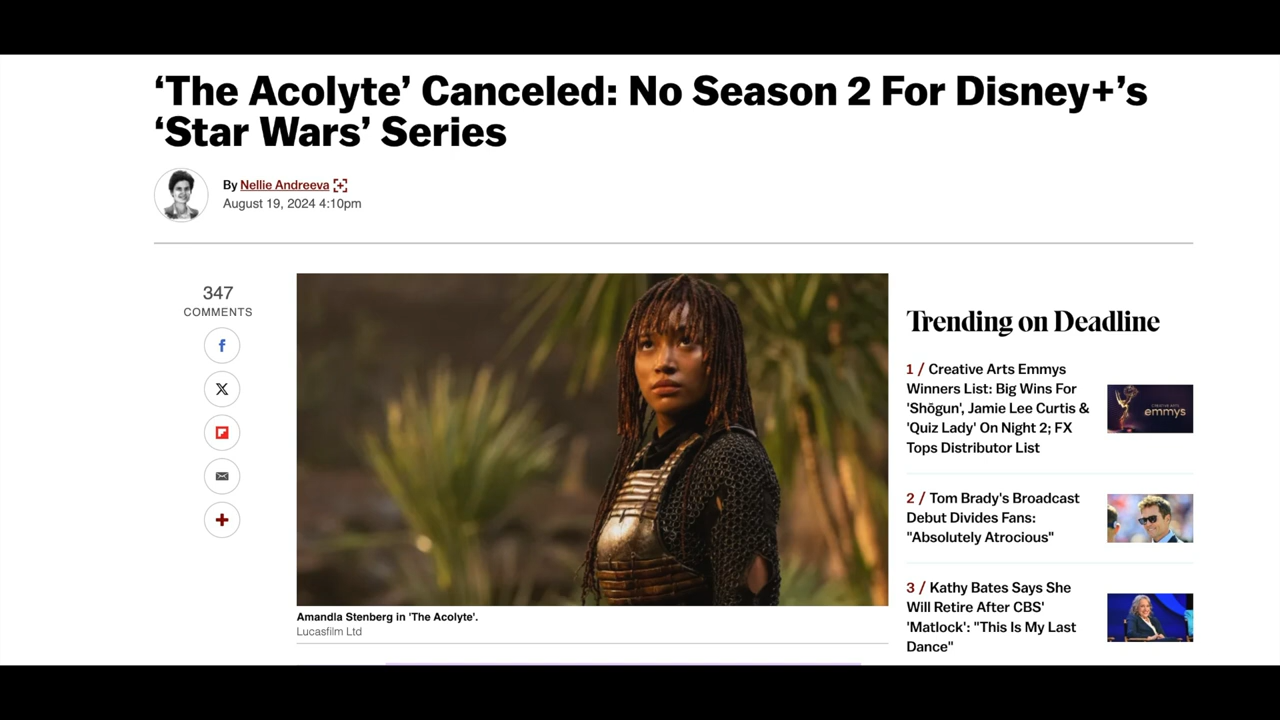 ‘The Acolyte’ Canceled: No Season 2 For Disney+’s
‘Star Wars’ Series
By Nellie Andreeva
August 19, 2024 4:10pm
347
COMMENTS
f
X
Amandla Stenberg in 'The Acolyte'.
Lucasfilm Ltd
Trending on Deadline
1 / Creative Arts Emmys
Winners List: Big Wins For
'Shōgun', Jamie Lee Curtis &
'Quiz Lady' On Night 2; FX
Tops Distributor List
CREATIVE ARTS
emmys
2 / Tom Brady's Broadcast
Debut Divides Fans:
"Absolutely Atrocious"
3 / Kathy Bates Says She
Will Retire After CBS'
'Matlock': "This Is My Last
Dance"